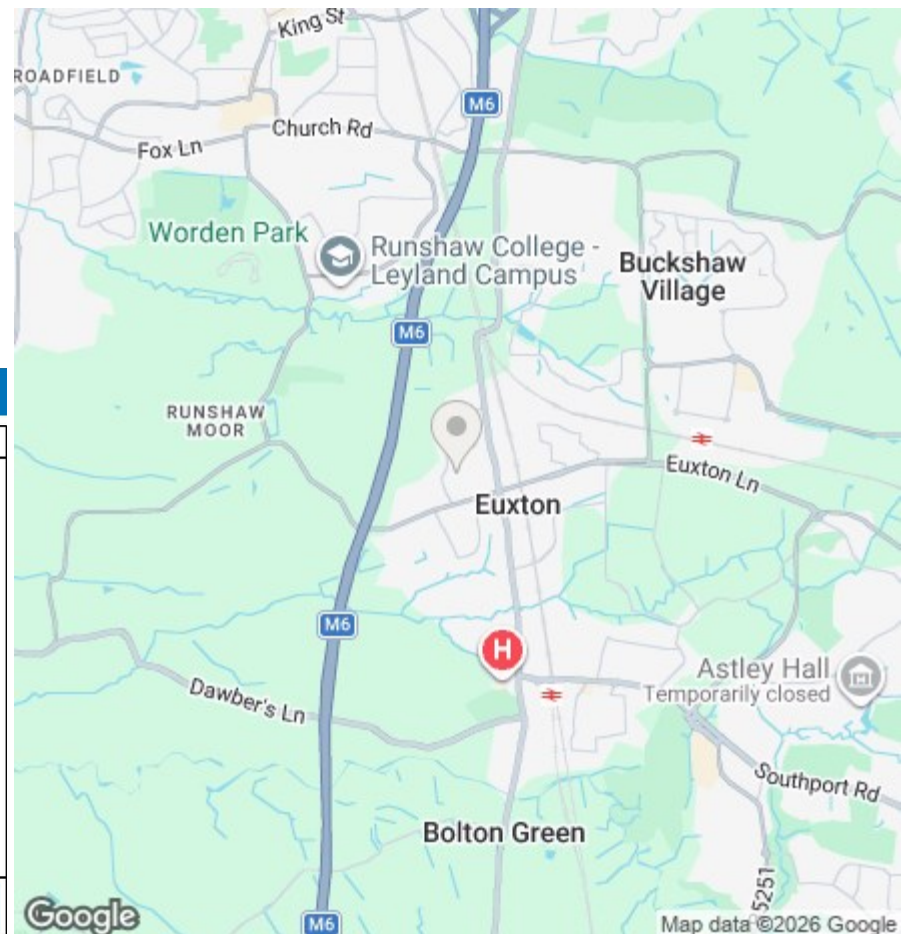 King St
ROADFIELD
M6
Church Rd
Fox Ln
Worden Park
Runshaw College -
Leyland Campus
Buckshaw
Village
M6
RUNSHAW
MOOR
Euxton Ln
Euxton
M6
H
Astley Hall
Temporarily closed
Dawber's Ln
Southport Rd
Bolton Green
5251
Google
M6
Map data ©2026 Google